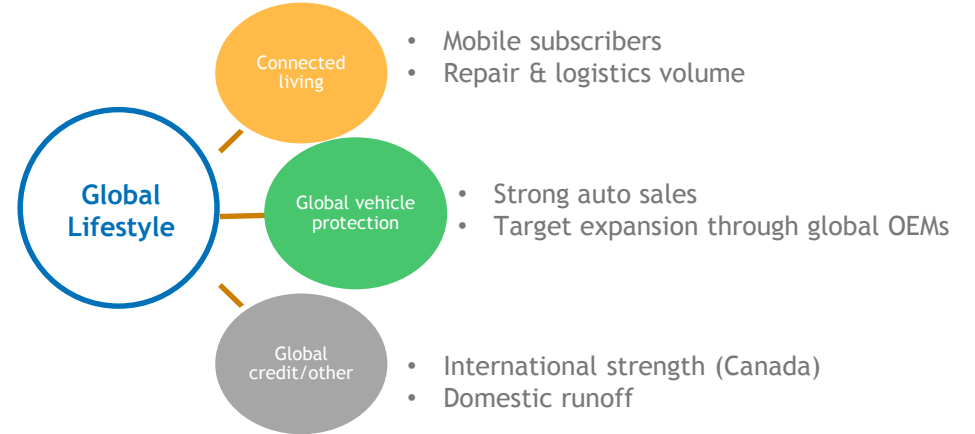 Connected
living
• Mobile subscribers
• Repair & logistics volume
Global
Lifestyle
Global vehicle
protection
• Strong auto sales
• Target expansion through global OEMs
Global
credit/other
• International strength (Canada)
• Domestic runoff